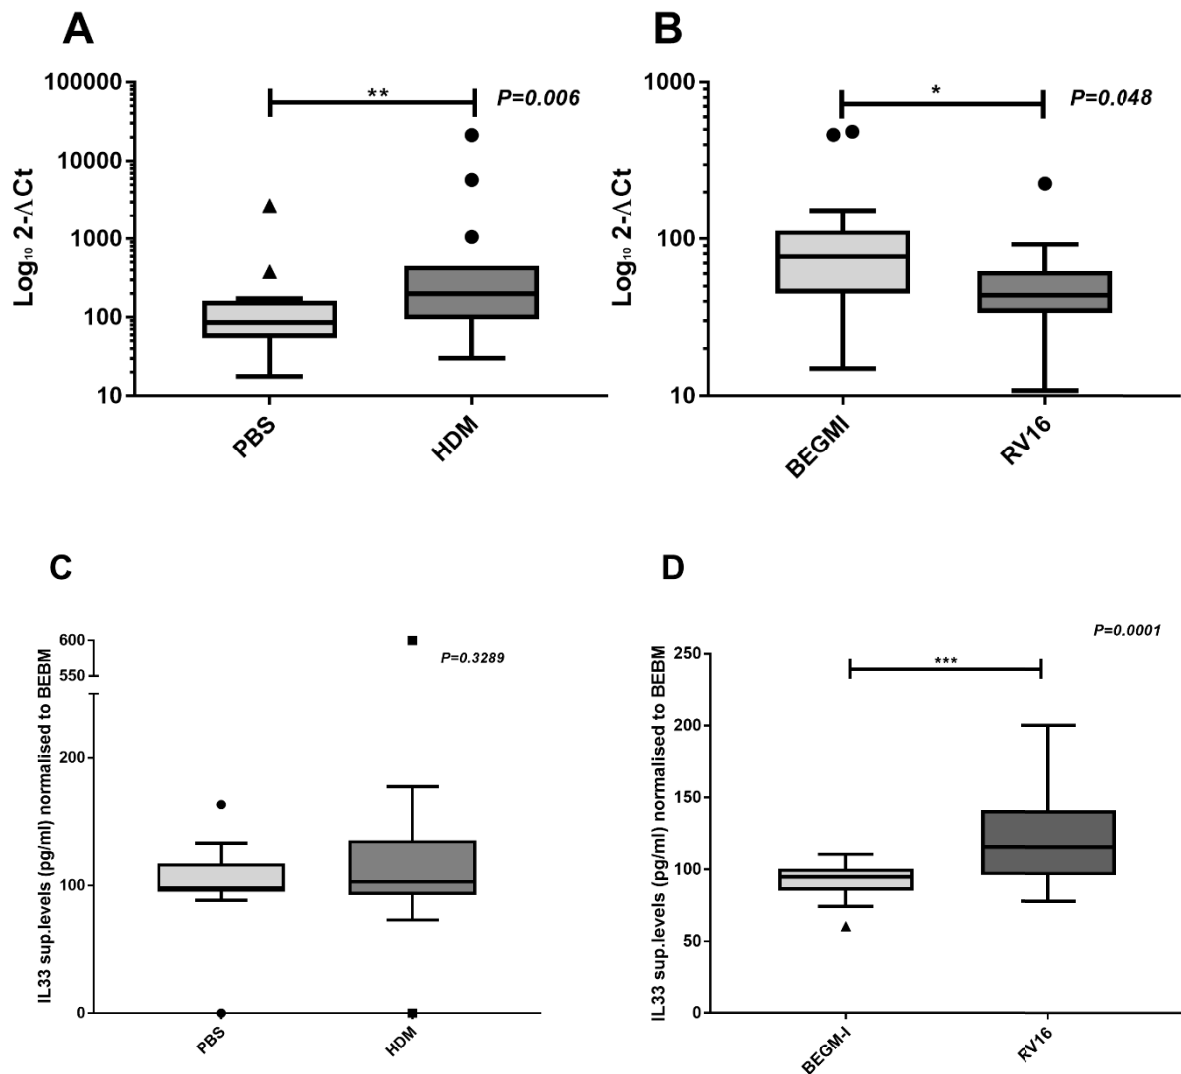 A
100000
10000
1000
100
10
Log₁₀ 2-ΛCt
**
P=0.006
PBS
HDM
B
1000
100
10
Log₁₀ 2-ΛCt
*
P=0.048
BEGMI
RV16
C
600
550
200
100
0
IL33 sup.levels (pg/ml) normalised to BEBM
P=0.3289
PBS
HDM
D
250
200
150
100
50
0
IL33 sup.levels (pg/ml) normalised to BEBM
***
P=0.0001
BEGM-I
RV16